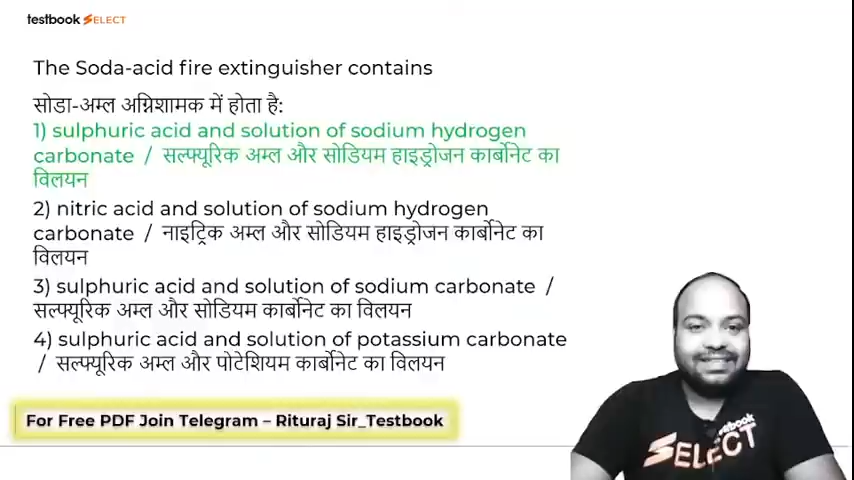 testbook SELECT
The Soda-acid fire extinguisher contains
सोडा-अम्ल अग्निशामक में होता है:
1) sulphuric acid and solution of sodium hydrogen
carbonate / सल्फ्यूरिक अम्ल और सोडियम हाइड्रोजन कार्बोनेट का
विलयन
2) nitric acid and solution of sodium hydrogen
carbonate / नाइट्रिक अम्ल और सोडियम हाइड्रोजन कार्बोनेट का
विलयन
3) sulphuric acid and solution of sodium carbonate /
सल्फ्यूरिक अम्ल और सोडियम कार्बोनेट का विलयन
4) sulphuric acid and solution of potassium carbonate
/ सल्फ्यूरिक अम्ल और पोटेशियम कार्बोनेट का विलयन
For Free PDF Join Telegram – Rituraj Sir_Testbook
testbook
SELECT